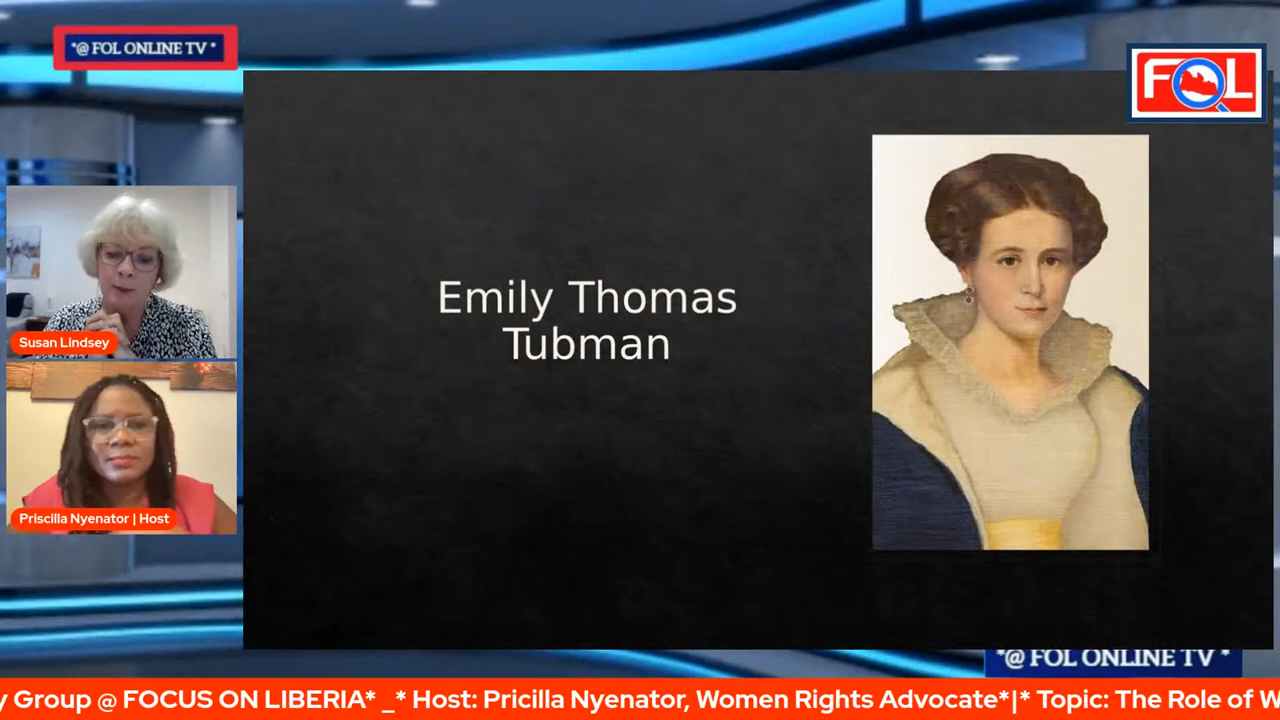 *@ FOL ONLINE TV *
FOL
Emily Thomas
Tubman
Susan LIndsey
Priscilla Nyenator | Host
*@ FOL ONLINE TV *
y Group @ FOCUS ON LIBERIA* _* Host: Pricilla Nyenator, Women Rights Advocate*|* Topic: The Role of W